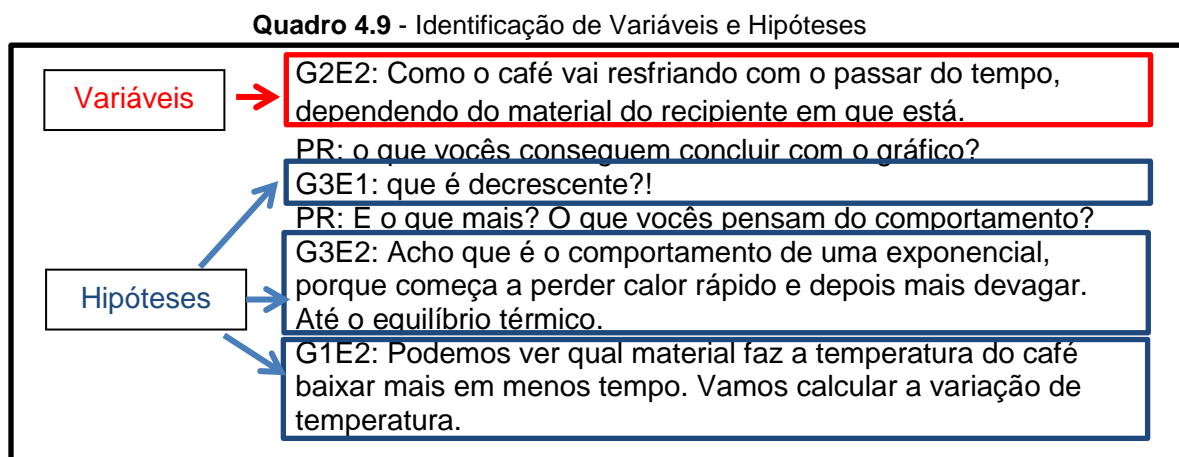 Quadro 4.9 - Identificação de Variáveis e Hipóteses
Variáveis
G2E2: Como o café vai resfriando com o passar do tempo,
dependendo do material do recipiente em que está.
PR: o que vocês conseguem concluir com o gráfico?
G3E1: que é decrescente?!
PR: E o que mais? O que vocês pensam do comportamento?
Hipóteses
G3E2: Acho que é o comportamento de uma exponencial,
porque começa a perder calor rápido e depois mais devagar.
Até o equilíbrio térmico.
G1E2: Podemos ver qual material faz a temperatura do café
baixar mais em menos tempo. Vamos calcular a variação de
temperatura.